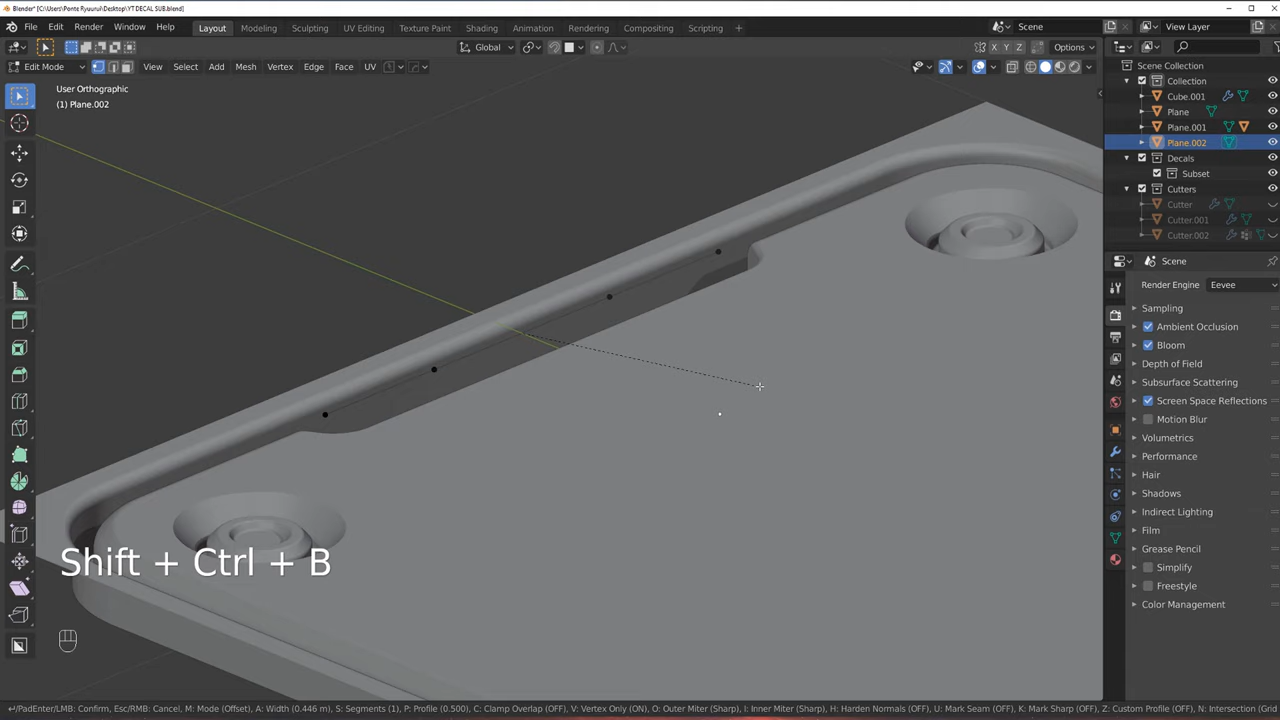 Blender* [C:\Users\Ponte Ryuurui\Desktop\YT DECAL SUB.blend]
File Edit Render Window Help Layout Modeling Sculpting UV Editing Texture Paint Shading Animation Rendering Compositing Scripting + Scene View Layer
Global X Y Z Options
Edit Mode View Select Add Mesh Vertex Edge Face UV
User Orthographic
(1) Plane.002
Scene Collection
Collection
Cube.001
Plane
Plane.001
Plane.002
Decals
Subset
Cutters
Cutter
Cutter.001
Cutter.002
Scene
Render Engine Eevee
Sampling
Ambient Occlusion
Bloom
Depth of Field
Subsurface Scattering
Screen Space Reflections
Motion Blur
Volumetrics
Performance
Hair
Shadows
Indirect Lighting
Film
Grease Pencil
Simplify
Freestyle
Color Management
Shift + Ctrl + B
↵/PadEnter/LMB: Confirm, Esc/RMB: Cancel, M: Mode (Offset), A: Width (0.446 m), S: Segments (1), P: Profile (0.500), C: Clamp Overlap (OFF), V: Vertex Only (ON), O: Outer Miter (Sharp), I: Inner Miter (Sharp), H: Harden Normals (OFF), U: Mark Seam (OFF), K: Mark Sharp (OFF), Z: Custom Profile (OFF), N: Intersection (Grid